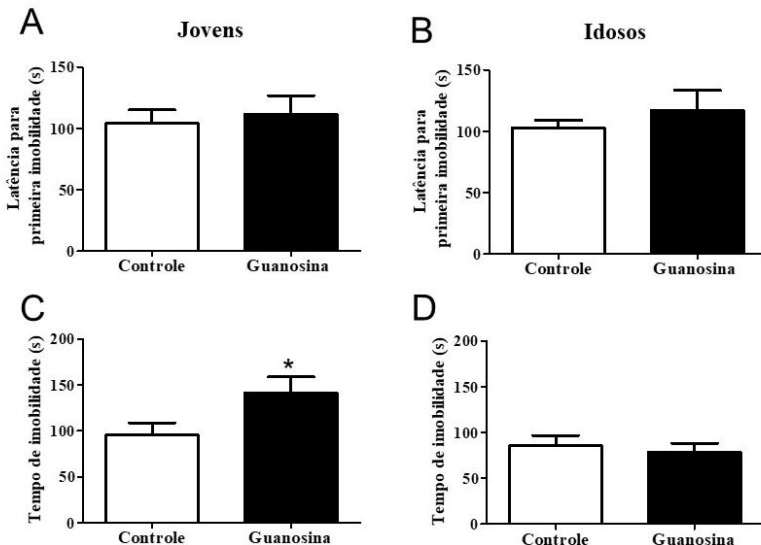 A
Jovens
Latência para
primeira imobilidade (s)
150
100
50
0
Controle
Guanosina
B
Idosos
Latência para
primeira imobilidade (s)
150
100
50
0
Controle
Guanosina
C
Tempo de imobilidade (s)
200
150
100
50
0
*
Controle
Guanosina
D
Tempo de imobilidade (s)
200
150
100
50
0
Controle
Guanosina